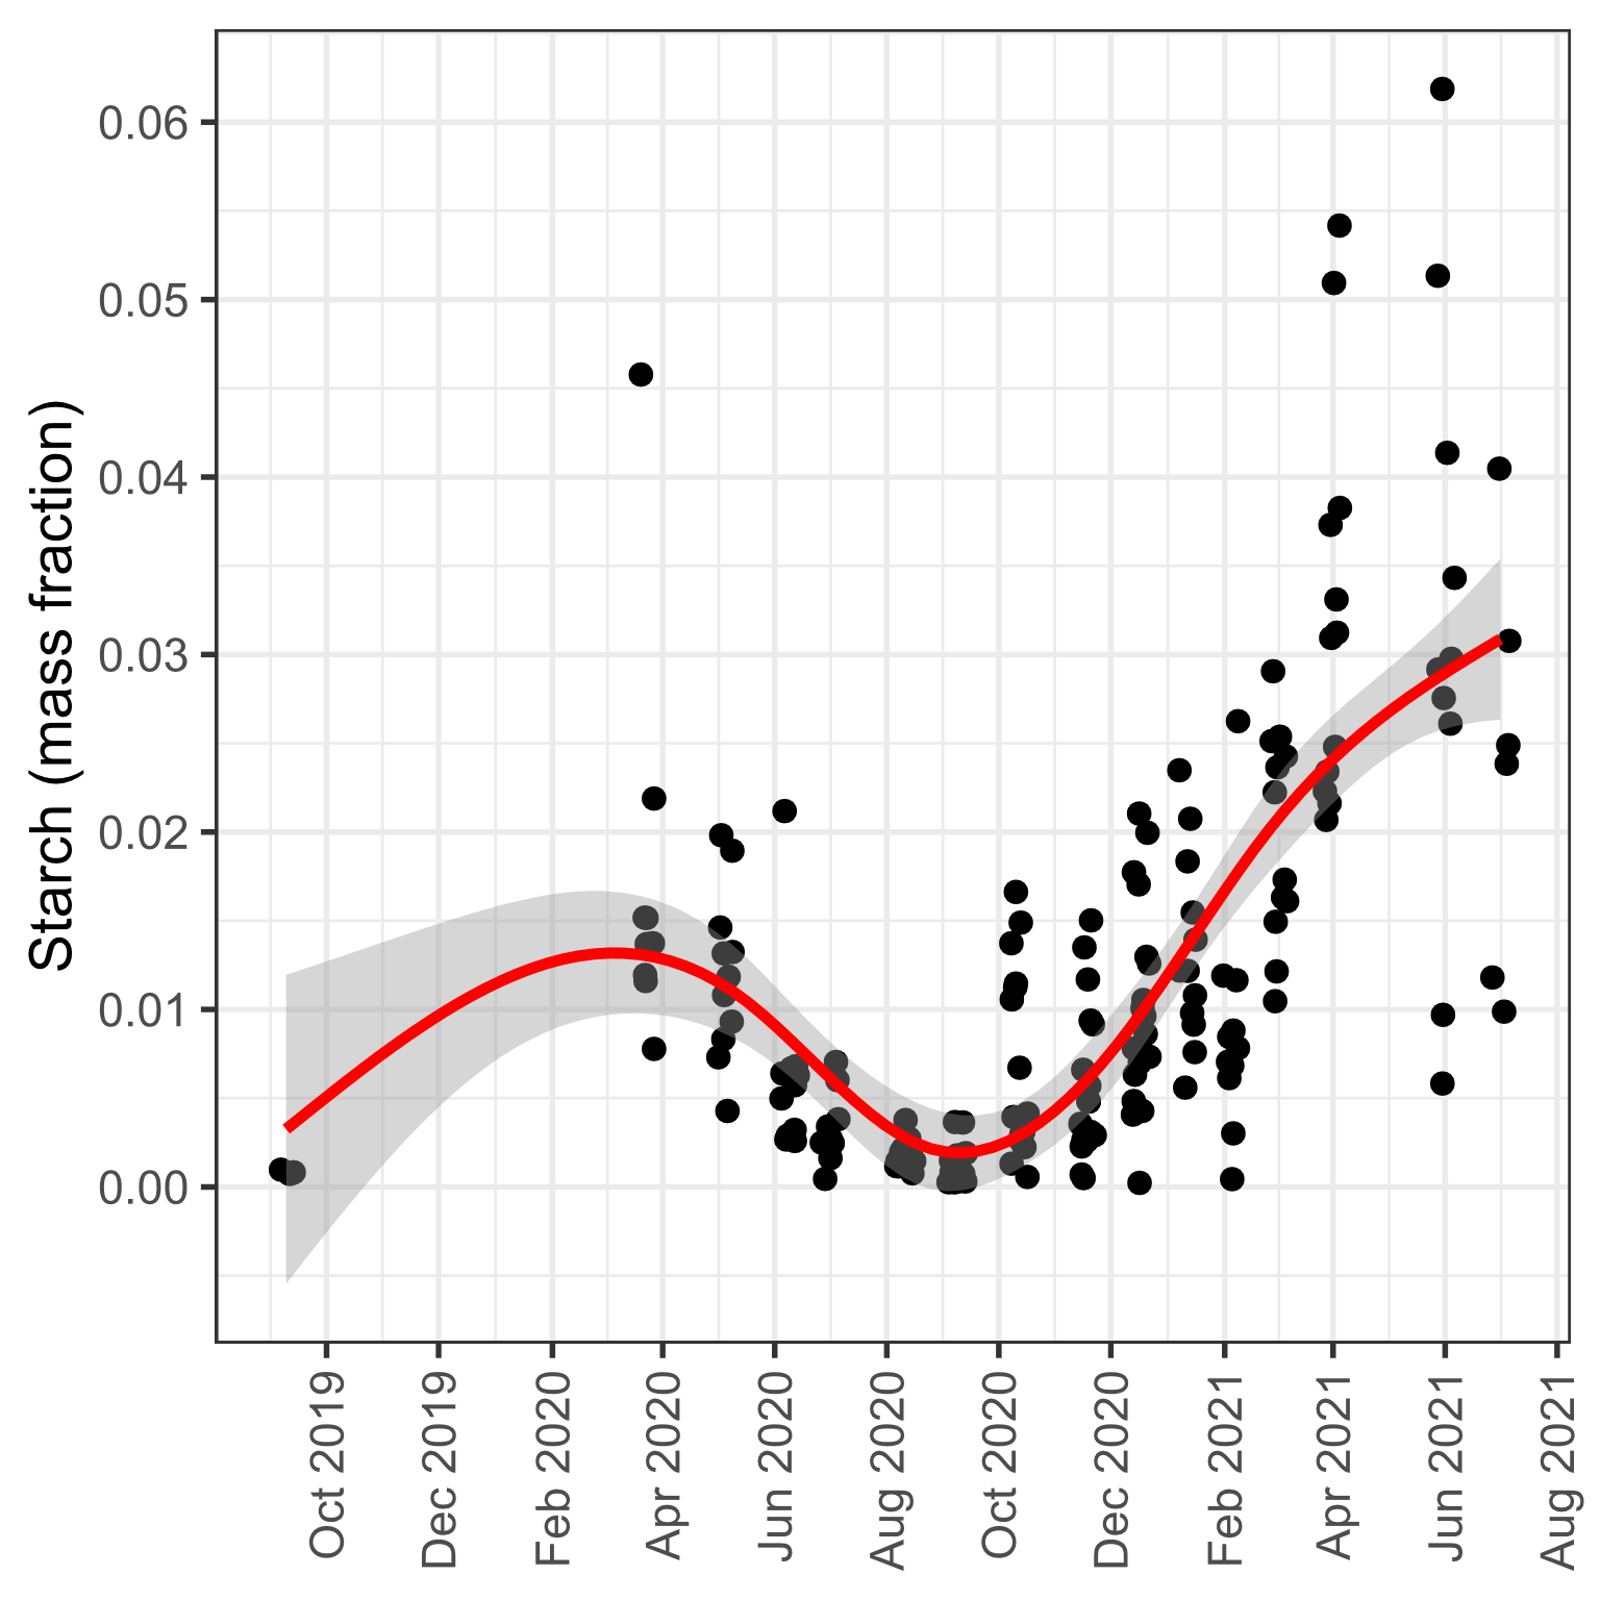 Starch (mass fraction)
0.06
0.05
0.04
0.03
0.02
0.01
0.00
Oct 2019
Dec 2019
Feb 2020
Apr 2020
Jun 2020
Aug 2020
Oct 2020
Dec 2020
Feb 2021
Apr 2021
Jun 2021
Aug 2021